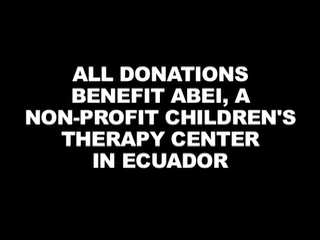 ALL DONATIONS
BENEFIT ABEI, A
NON-PROFIT CHILDREN'S
THERAPY CENTER
IN ECUADOR